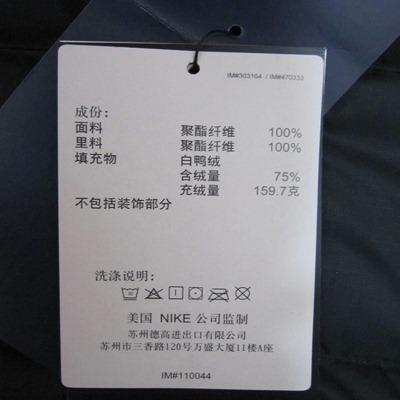 IM#303164 / IM#470333
成份：
面料 聚酯纤维 100%
里料 聚酯纤维 100%
填充物 白鸭绒
含绒量 75%
充绒量 159.7克
不包括装饰部分
洗涤说明：
美国 NIKE 公司监制
苏州德高进出口有限公司
苏州市三香路120号万盛大厦11楼A座
IM#110044